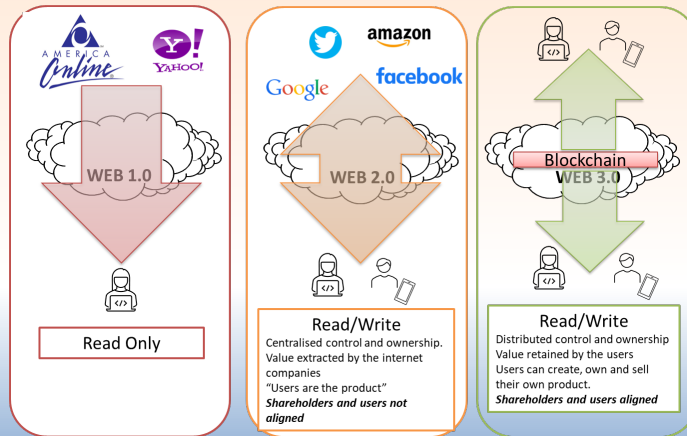 AMERICA
Online
Y!
YAHOO!
WEB 1.0
</>
Read Only
amazon
Google
facebook
WEB 2.0
</>
Read/Write
Centralised control and ownership.
Value extracted by the internet
companies
“Users are the product”
Shareholders and users not
aligned
</>
Blockchain
WEB 3.0
</>
Read/Write
Distributed control and ownership
Value retained by the users
Users can create, own and sell
their own product.
Shareholders and users aligned